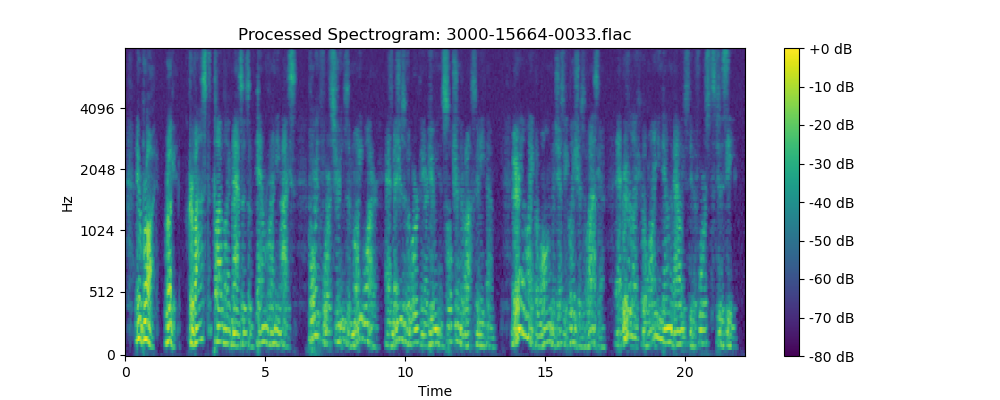 Processed Spectrogram: 3000-15664-0033.flac
Hz
4096
2048
1024
512
0
0 5 10 15 20
Time
+0 dB
-10 dB
-20 dB
-30 dB
-40 dB
-50 dB
-60 dB
-70 dB
-80 dB